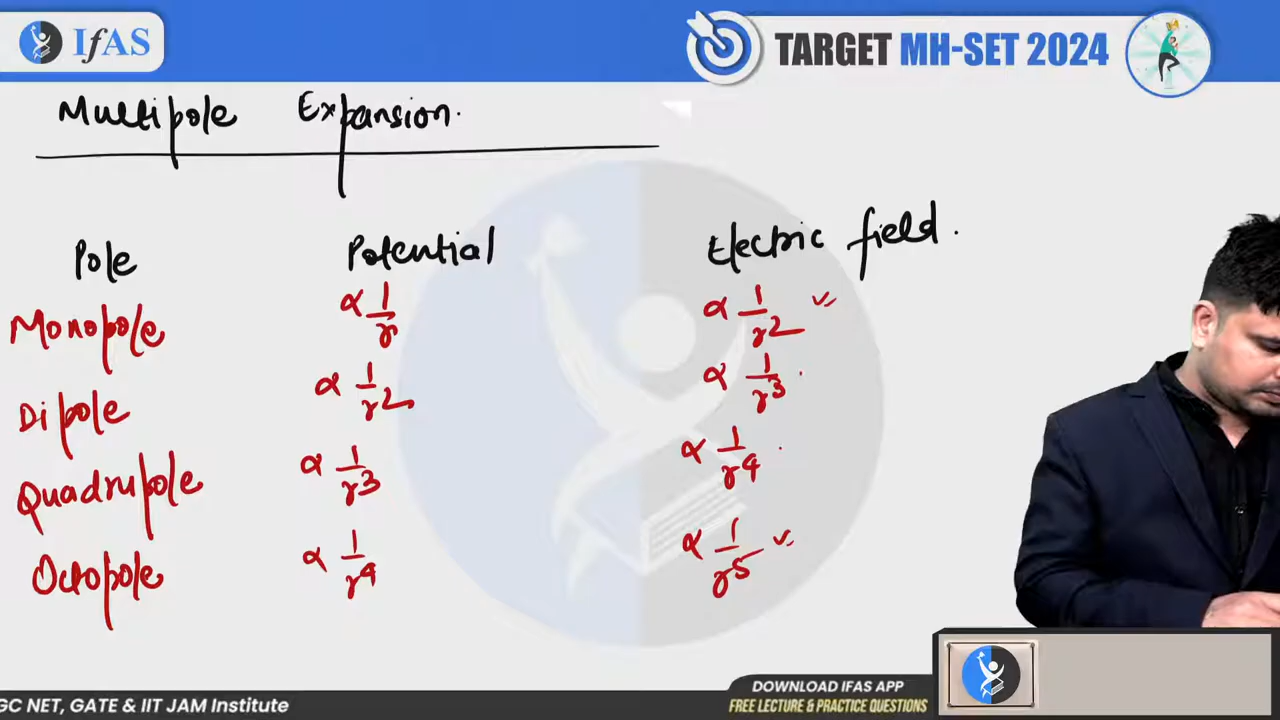 IfAS
TARGET MH-SET 2024
Multipole Expansion.
Pole Potential Electric field.
Monopole ∝ 1/r ∝ 1/r2
Dipole ∝ 1/r2 ∝ 1/r3
Quadrupole ∝ 1/r3 ∝ 1/r4
Octopole ∝ 1/r4 ∝ 1/r5
DOWNLOAD IFAS APP
FREE LECTURE & PRACTICE QUESTIONS
GC NET, GATE & IIT JAM Institute